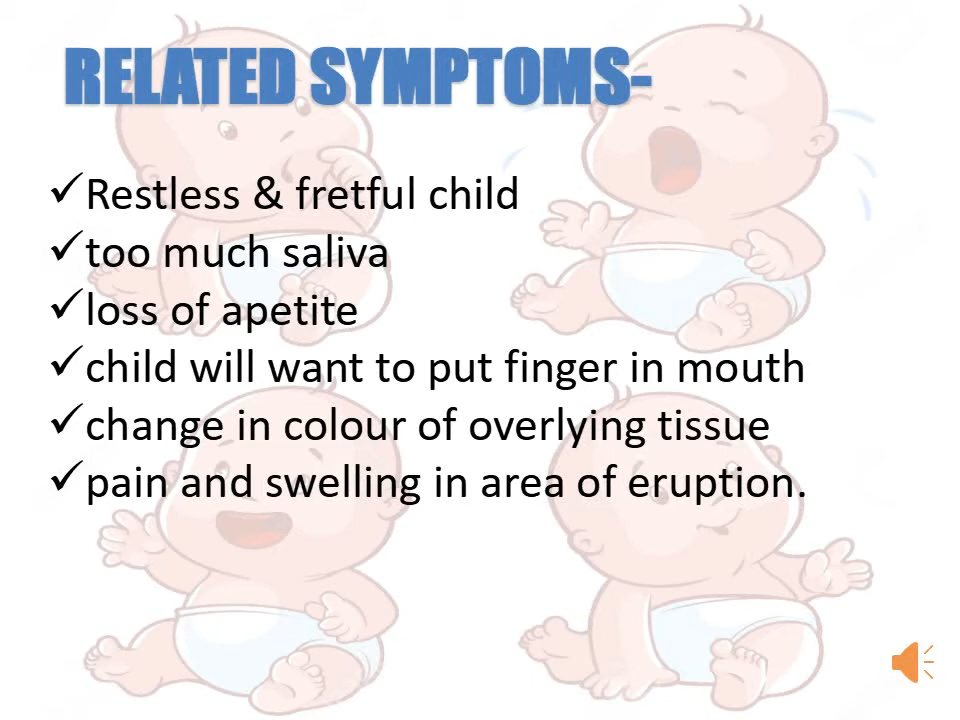 RELATED SYMPTOMS-
✓Restless & fretful child
✓too much saliva
✓loss of apetite
✓child will want to put finger in mouth
✓change in colour of overlying tissue
✓pain and swelling in area of eruption.